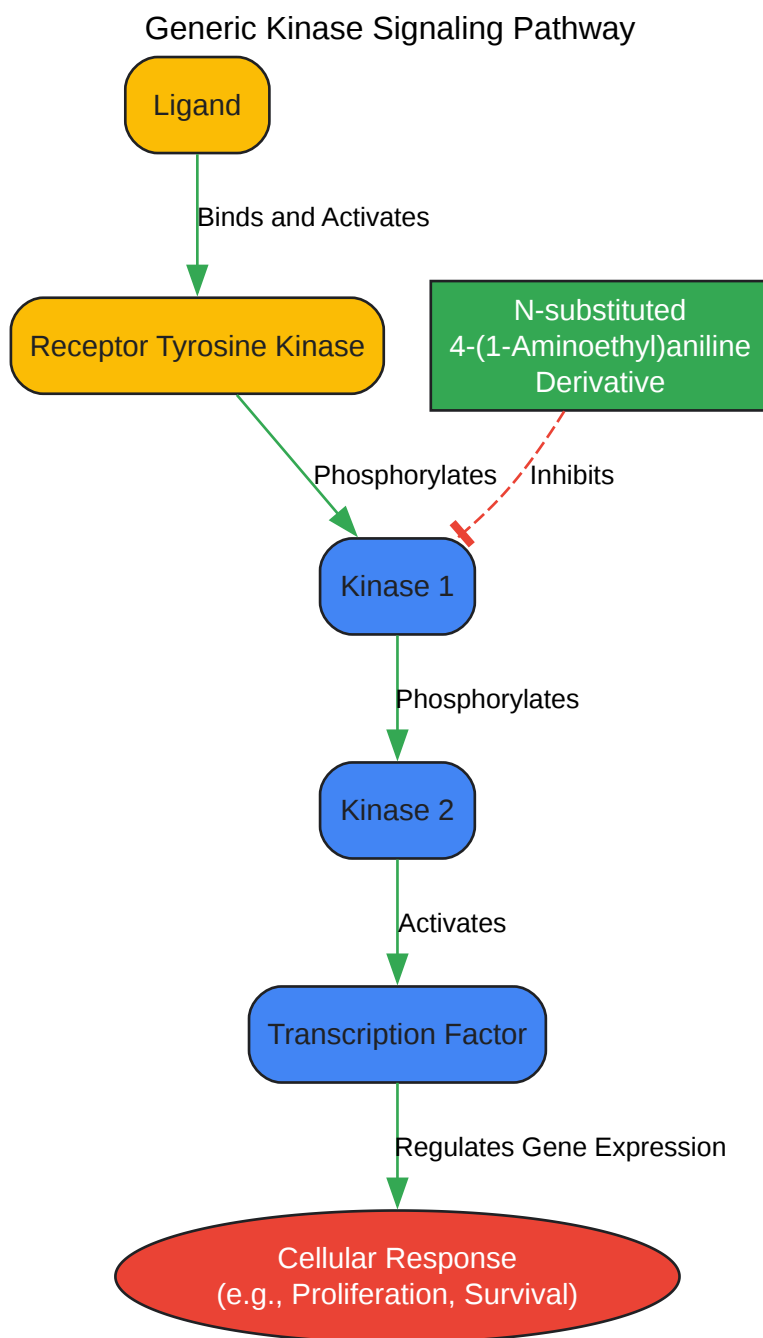 Generic Kinase Signaling Pathway
Ligand
Binds and Activates
Receptor Tyrosine Kinase
N-substituted
4-(1-Aminoethyl)aniline
Derivative
Phosphorylates
Inhibits
Kinase 1
Phosphorylates
Kinase 2
Activates
Transcription Factor
Regulates Gene Expression
Cellular Response
(e.g., Proliferation, Survival)